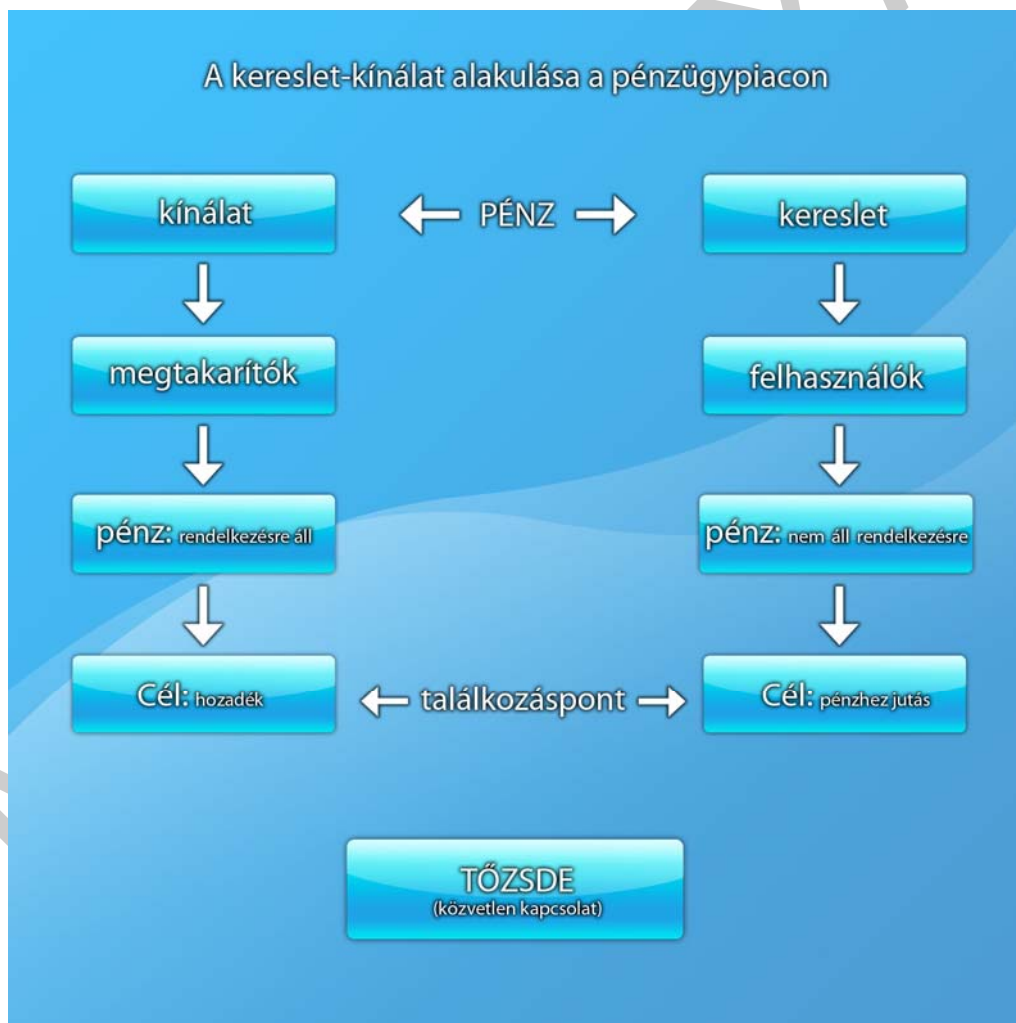 A kereslet-kínálat alakulása a pénzügypiacon
kínálat
PÉNZ
kereslet
megtakarítók
felhasználók
pénz: rendelkezésre áll
pénz: nem áll rendelkezésre
Cél: hozadék
találkozáspont
Cél: pénzhez jutás
TŐZSDE
(közvetlen kapcsolat)